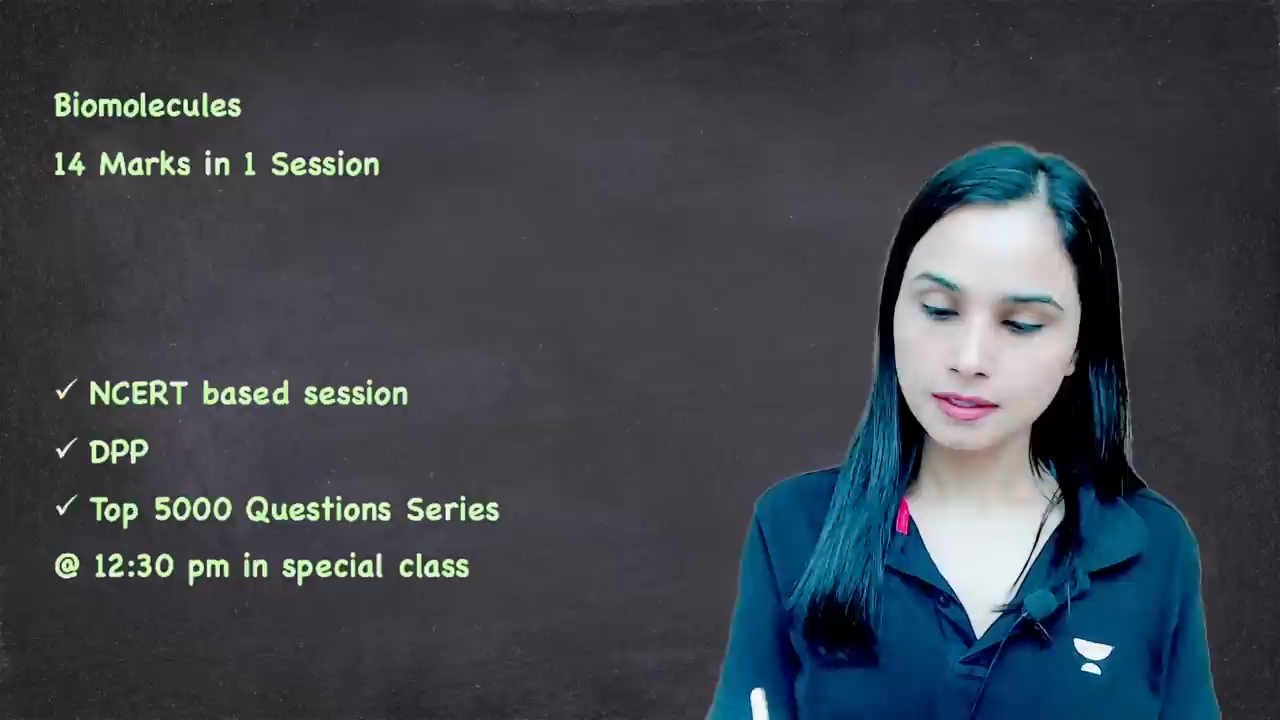 Biomolecules
14 Marks in 1 Session
✓ NCERT based session
✓ DPP
✓ Top 5000 Questions Series
@ 12:30 pm in special class